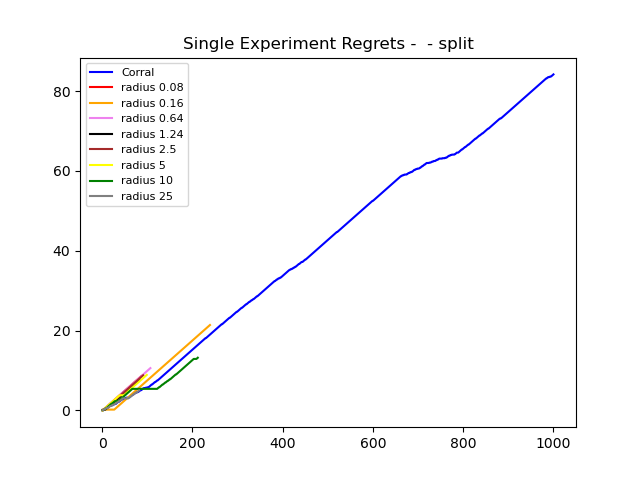 Single Experiment Regrets -  - split
Corral
radius 0.08
radius 0.16
radius 0.64
radius 1.24
radius 2.5
radius 5
radius 10
radius 25
80
60
40
20
0
0 200 400 600 800 1000